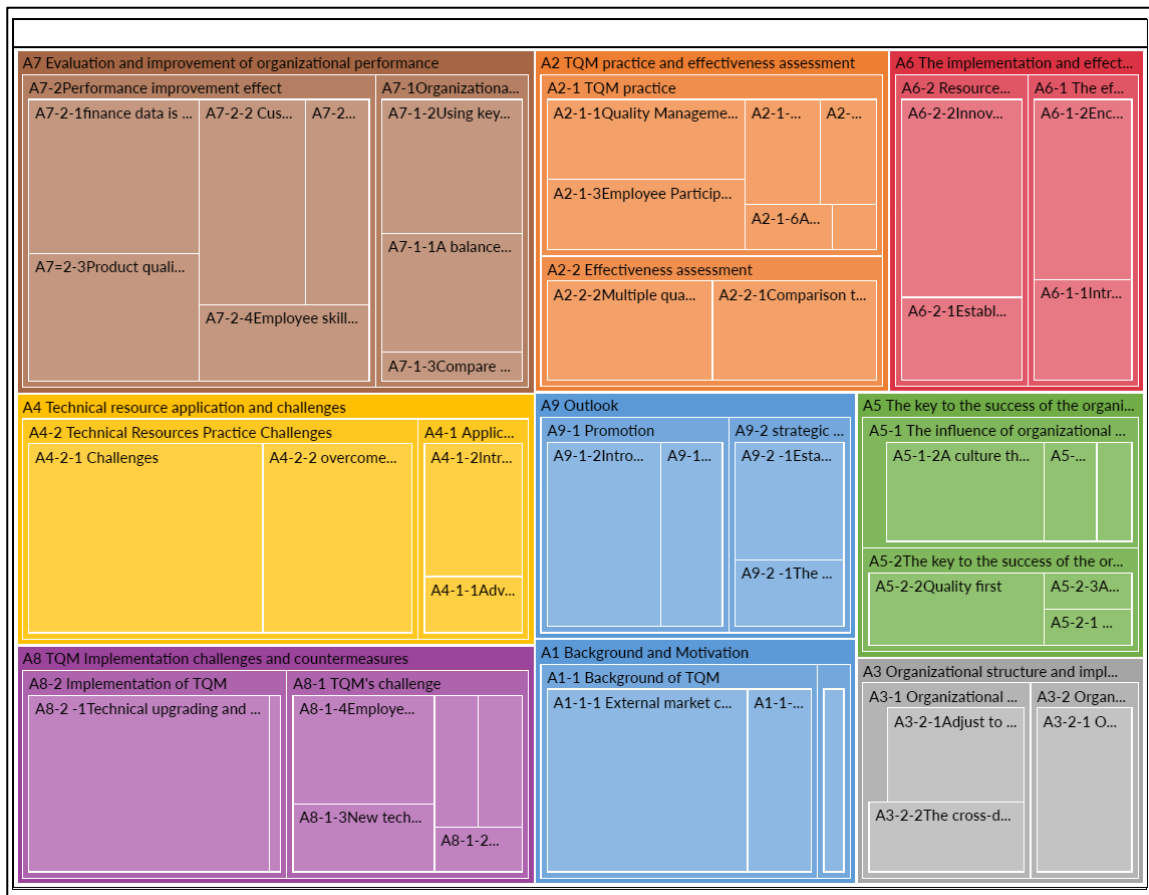 A7 Evaluation and improvement of organizational performance
A7-2Performance improvement effect
A7-2-1finance data is ...
A7-2-2 Cus...
A7-2...
A7=2-3Product quali...
A7-2-4Employee skill...
A7-1Organizationa...
A7-1-2Using key...
A7-1-1A balance...
A7-1-3Compare ...
A2 TQM practice and effectiveness assessment
A2-1 TQM practice
A2-1-1Quality Manageme...
A2-1-...
A2-...
A2-1-3Employee Particip...
A2-1-6A...
A2-2 Effectiveness assessment
A2-2-2Multiple qua...
A2-2-1Comparison t...
A6 The implementation and effect...
A6-2 Resource...
A6-2-2Innov...
A6-2-1Establ...
A6-1 The ef...
A6-1-2Enc...
A6-1-1Intr...
A4 Technical resource application and challenges
A4-2 Technical Resources Practice Challenges
A4-2-1 Challenges
A4-2-2 overcome...
A4-1 Applic...
A4-1-2Intr...
A4-1-1Adv...
A9 Outlook
A9-1 Promotion
A9-1-2Intro...
A9-1...
A9-2 strategic ...
A9-2 -1Esta...
A9-2 -1The ...
A5 The key to the success of the organi...
A5-1 The influence of organizational ...
A5-1-2A culture th...
A5-...
A5-2The key to the success of the or...
A5-2-2Quality first
A5-2-3A...
A5-2-1 ...
A8 TQM Implementation challenges and countermeasures
A8-2 Implementation of TQM
A8-2 -1Technical upgrading and ...
A8-1 TQM's challenge
A8-1-4Employe...
A8-1-3New tech...
A8-1-2...
A1 Background and Motivation
A1-1 Background of TQM
A1-1-1 External market c...
A1-1-...
A3 Organizational structure and impl...
A3-1 Organizational ...
A3-2-1Adjust to ...
A3-2-2The cross-d...
A3-2 Organ...
A3-2-1 O...